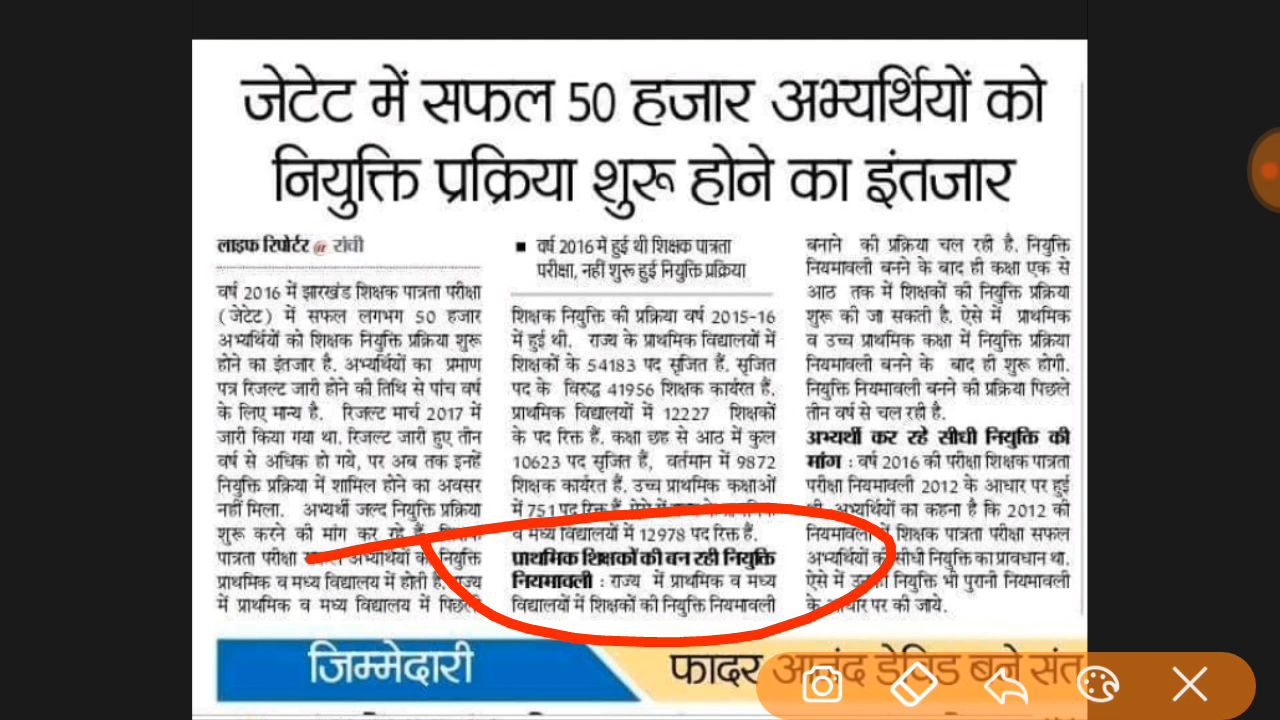 जेटेट में सफल 50 हजार अभ्यर्थियों को
नियुक्ति प्रक्रिया शुरू होने का इंतजार
लाइफ रिपोर्टर @ रांची
वर्ष 2016 में झारखंड शिक्षक पात्रता परीक्षा
(जेटेट) में सफल लगभग 50 हजार
अभ्यर्थियों को शिक्षक नियुक्ति प्रक्रिया शुरू
होने का इंतजार है. अभ्यर्थियों का प्रमाण
पत्र रिजल्ट जारी होने की तिथि से पांच वर्ष
के लिए मान्य है. रिजल्ट मार्च 2017 में
जारी किया गया था. रिजल्ट जारी हुए तीन
वर्ष से अधिक हो गये, पर अब तक इनहें
नियुक्ति प्रक्रिया में शामिल होने का अवसर
नहीं मिला. अभ्यर्थी जल्द नियुक्ति प्रक्रिया
शुरू करने की मांग कर रहे हैं.
पात्रता परीक्षा अभ्यर्थियों की नियुक्ति
प्राथमिक व मध्य विद्यालय में होती है. राज्य
में प्राथमिक व मध्य विद्यालय में पिछली
■ वर्ष 2016 में हुई थी शिक्षक पात्रता
परीक्षा, नहीं शुरू हुई नियुक्ति प्रक्रिया
शिक्षक नियुक्ति की प्रक्रिया वर्ष 2015-16
में हुई थी. राज्य के प्राथमिक विद्यालयों में
शिक्षकों के 54183 पद सृजित हैं. सृजित
पद के विरुद्ध 41956 शिक्षक कार्यरत हैं.
प्राथमिक विद्यालयों में 12227 शिक्षकों
के पद रिक्त हैं. कक्षा छह से आठ में कुल
10623 पद सृजित हैं, वर्तमान में 9872
शिक्षक कार्यरत हैं. उच्च प्राथमिक कक्षाओं
में 751 पद रिक्त हैं.
व मध्य विद्यालयों में 12978 पद रिक्त हैं.
प्राथमिक शिक्षकों की बन रही नियुक्ति
नियमावली : राज्य में प्राथमिक व मध्य
विद्यालयों में शिक्षकों की नियुक्ति नियमावली
बनाने की प्रक्रिया चल रही है. नियुक्ति
नियमावली बनने के बाद ही कक्षा एक से
आठ तक में शिक्षकों की नियुक्ति प्रक्रिया
शुरू की जा सकती है. ऐसे में प्राथमिक
व उच्च प्राथमिक कक्षा में नियुक्ति प्रक्रिया
नियमावली बनने के बाद ही शुरू होगी.
नियुक्ति नियमावली बनने की प्रक्रिया पिछले
तीन वर्ष से चल रही है.
अभ्यर्थी कर रहे सीधी नियुक्ति की
मांग : वर्ष 2016 की परीक्षा शिक्षक पात्रता
परीक्षा नियमावली 2012 के आधार पर हुई
थी. अभ्यर्थियों का कहना है कि 2012 की
नियमावली में शिक्षक पात्रता परीक्षा सफल
अभ्यर्थियों की सीधी नियुक्ति का प्रावधान था.
ऐसे में उनकी नियुक्ति भी पुरानी नियमावली
के आधार पर की जाये.
जिम्मेदारी
फादर आनंद डेविड बने संत